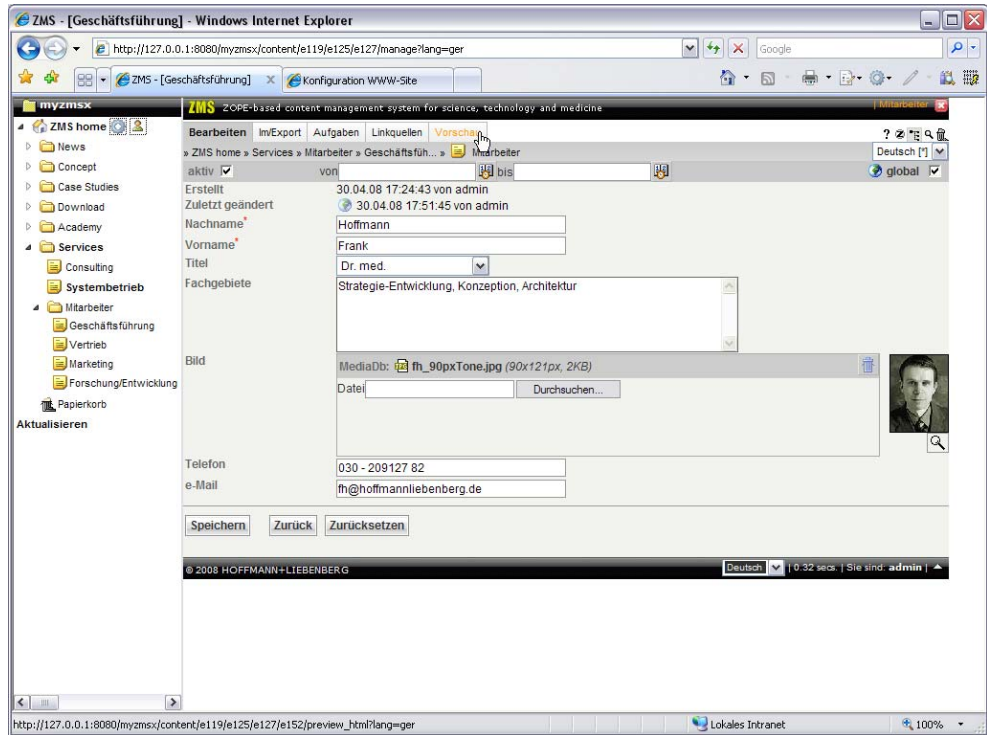 ZMS - [Geschäftsführung] - Windows Internet Explorer
http://127.0.0.1:8080/myzmsx/content/e119/e125/e127/manage?lang=ger
Google
ZMS - [Geschäftsführung]
Konfiguration WWW-Site
myzmsx
ZMS home
News
Concept
Case Studies
Download
Academy
Services
Consulting
Systembetrieb
Mitarbeiter
Geschäftsführung
Vertrieb
Marketing
Forschung/Entwicklung
Papierkorb
Aktualisieren
ZMS ZOPE-based content management system for science, technology and medicine
| Mitarbeiter
Bearbeiten Im/Export Aufgaben Linkquellen Vorschau
?
» ZMS home » Services » Mitarbeiter » Geschäftsfüh... » Mitarbeiter
Deutsch [*]
aktiv von bis
global
Erstellt 30.04.08 17:24:43 von admin
Zuletzt geändert 30.04.08 17:51:45 von admin
Nachname* Hoffmann
Vorname* Frank
Titel Dr. med.
Fachgebiete Strategie-Entwicklung, Konzeption, Architektur
Bild MediaDb: fh_90pxTone.jpg (90x121px, 2KB)
Datei Durchsuchen...
Telefon 030 - 209127 82
e-Mail fh@hoffmannliebenberg.de
Speichern Zurück Zurücksetzen
© 2008 HOFFMANN+LIEBENBERG
Deutsch | 0.32 secs. | Sie sind: admin |
http://127.0.0.1:8080/myzmsx/content/e119/e125/e127/e152/preview_html?lang=ger
Lokales Intranet
100%